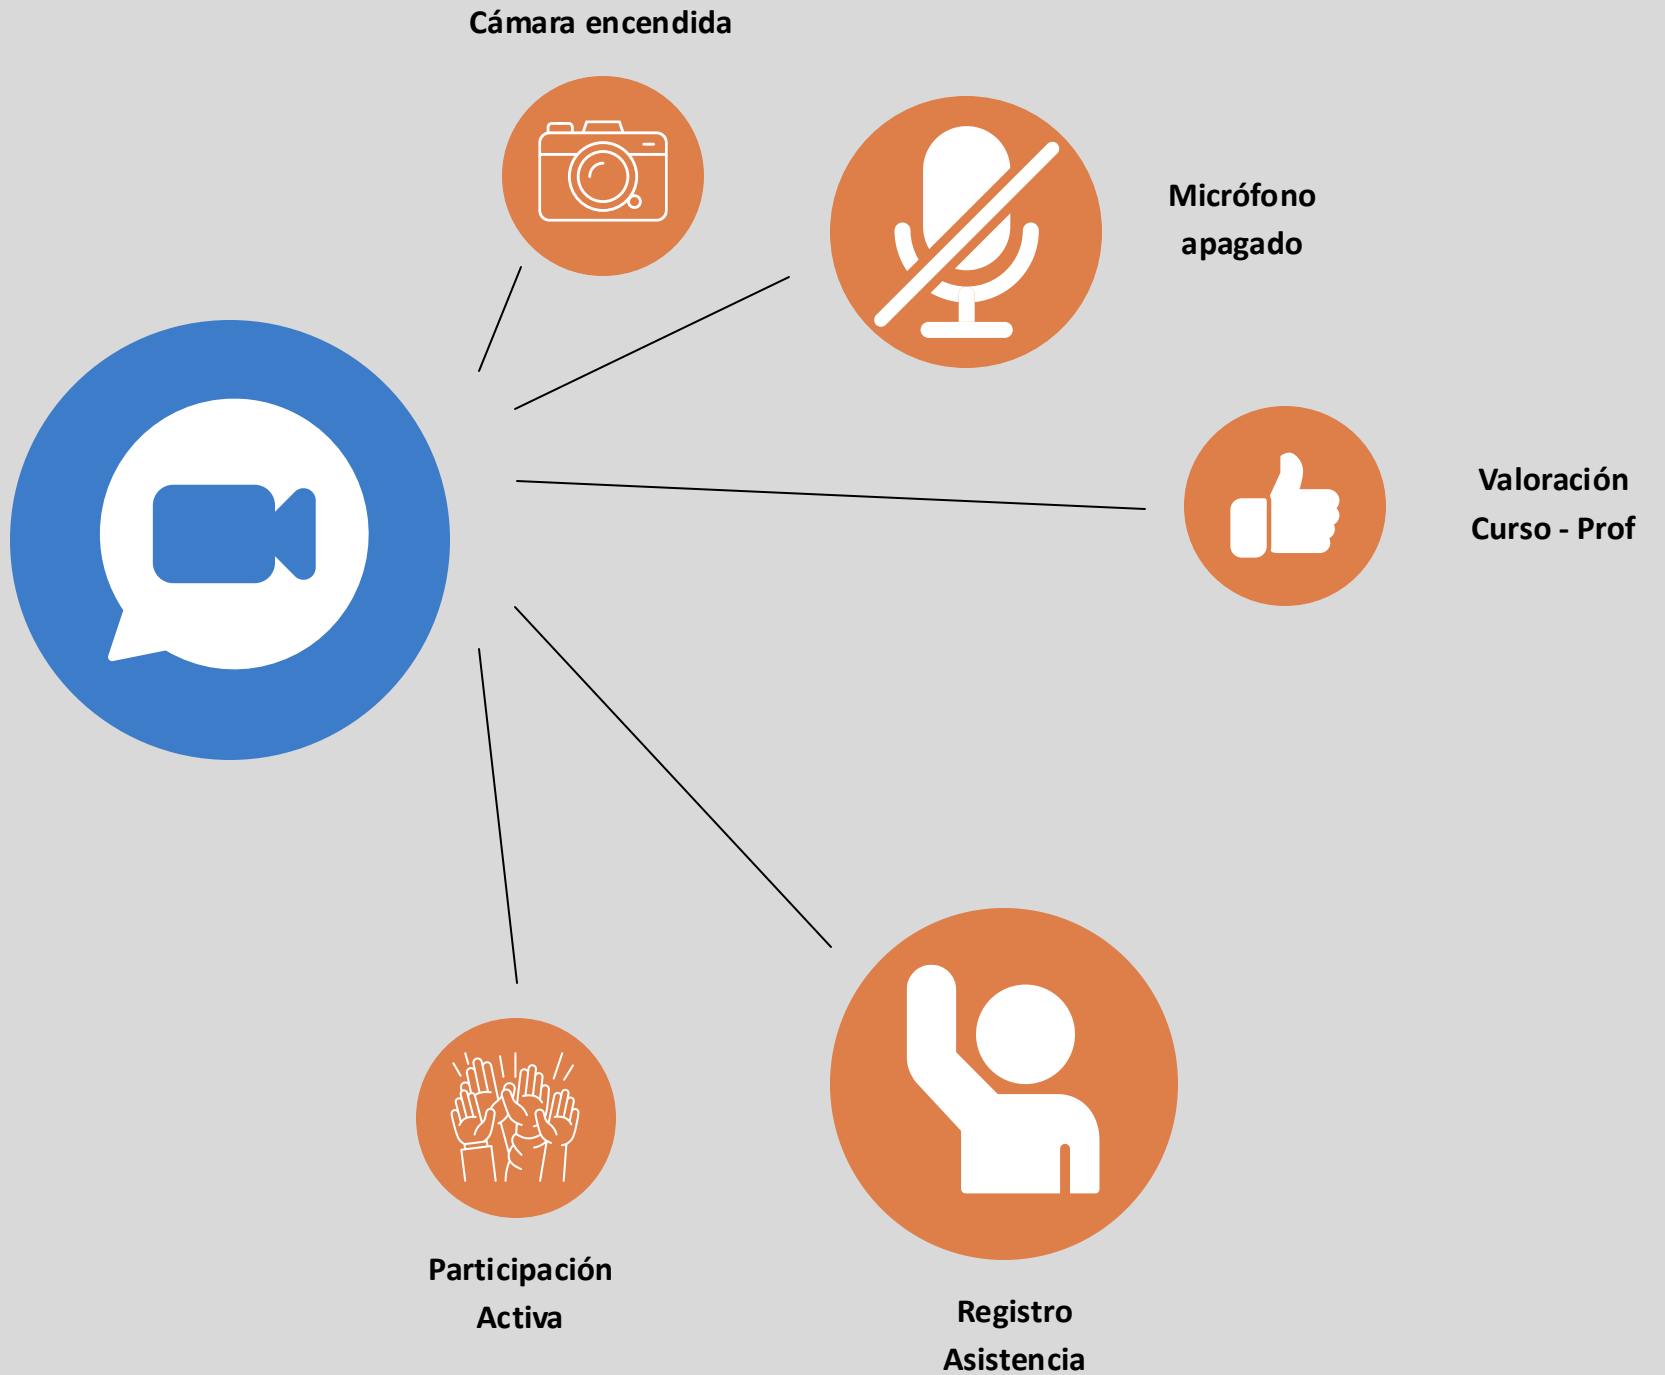 Cámara encendida
Micrófono
apagado
Valoración
Curso - Prof
Participación
Activa
Registro
Asistencia